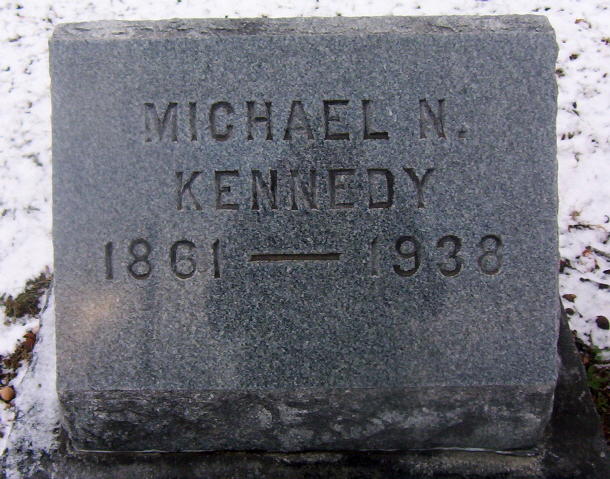 MICHAEL N.
KENNEDY
1861 — 1938